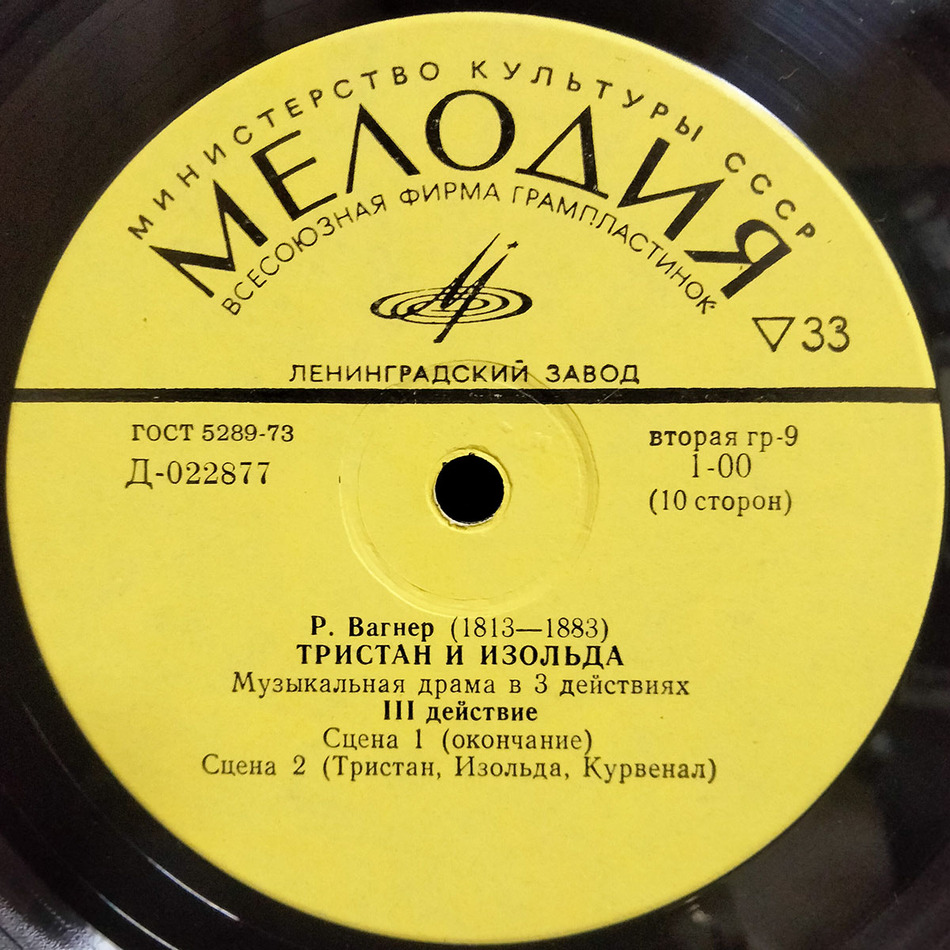 МИНИСТЕРСТВО КУЛЬТУРЫ СССР
МЕЛОДИЯ
ВСЕСОЮЗНАЯ ФИРМА ГРАМПЛАСТИНОК
▽33
ЛЕНИНГРАДСКИЙ ЗАВОД
ГОСТ 5289-73
Д-022877
вторая гр-9
1-00
(10 сторон)
Р. Вагнер (1813—1883)
ТРИСТАН И ИЗОЛЬДА
Музыкальная драма в 3 действиях
III действие
Сцена 1 (окончание)
Сцена 2 (Тристан, Изольда, Курвенал)